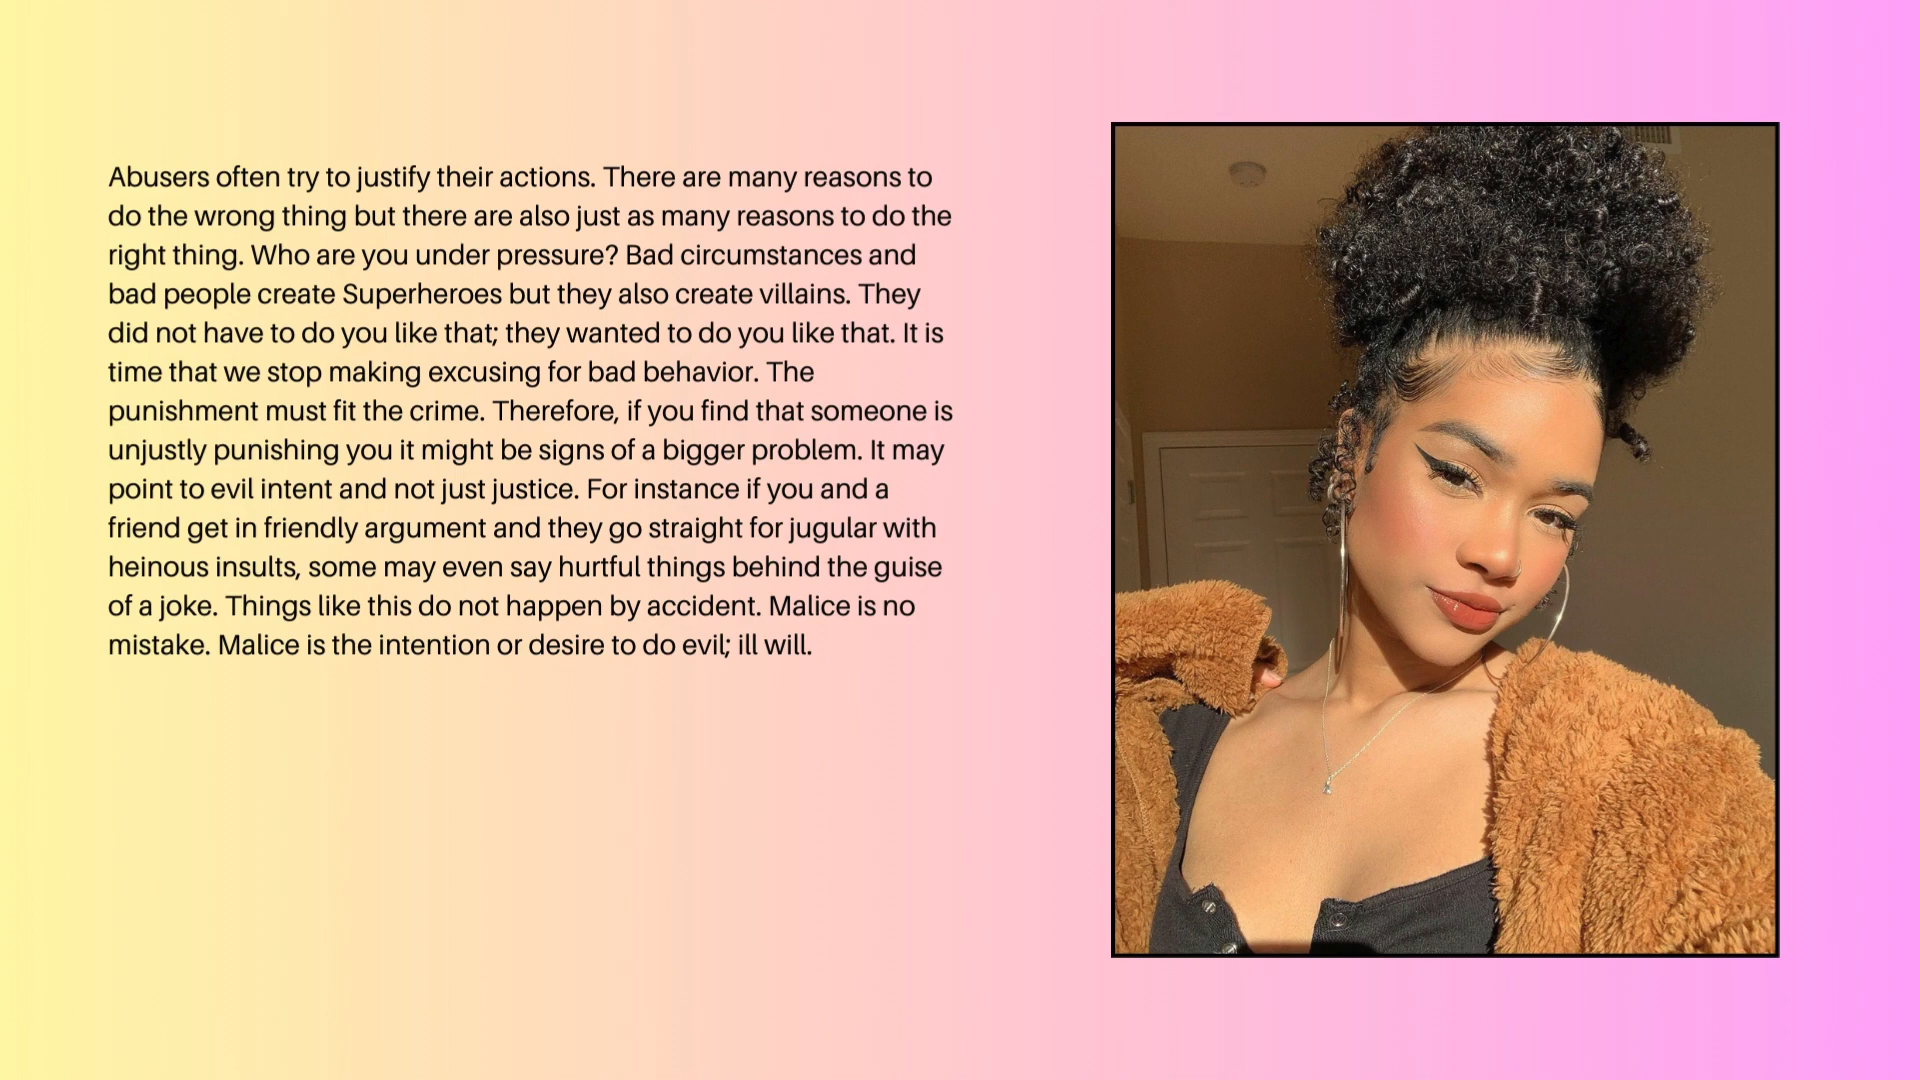 Abusers often try to justify their actions. There are many reasons to
do the wrong thing but there are also just as many reasons to do the
right thing. Who are you under pressure? Bad circumstances and
bad people create Superheroes but they also create villains. They
did not have to do you like that; they wanted to do you like that. It is
time that we stop making excusing for bad behavior. The
punishment must fit the crime. Therefore, if you find that someone is
unjustly punishing you it might be signs of a bigger problem. It may
point to evil intent and not just justice. For instance if you and a
friend get in friendly argument and they go straight for jugular with
heinous insults, some may even say hurtful things behind the guise
of a joke. Things like this do not happen by accident. Malice is no
mistake. Malice is the intention or desire to do evil; ill will.